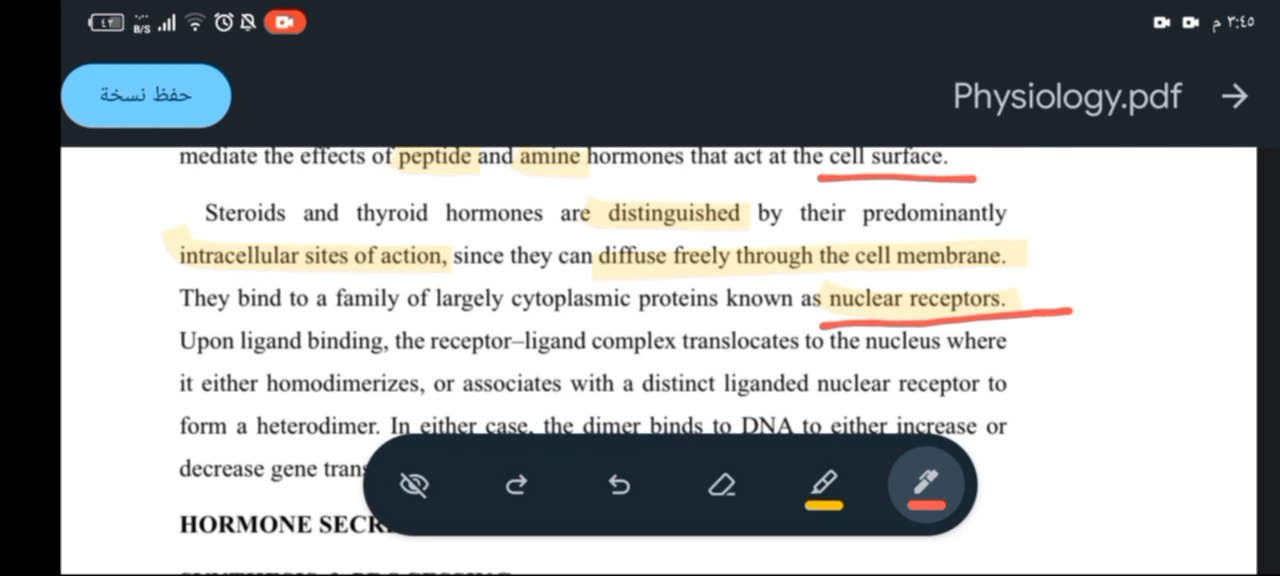 ٤٣ B/S ٣:٤٥ م
حفظ نسخة Physiology.pdf
mediate the effects of peptide and amine hormones that act at the cell surface.
Steroids and thyroid hormones are distinguished by their predominantly
intracellular sites of action, since they can diffuse freely through the cell membrane.
They bind to a family of largely cytoplasmic proteins known as nuclear receptors.
Upon ligand binding, the receptor–ligand complex translocates to the nucleus where
it either homodimerizes, or associates with a distinct liganded nuclear receptor to
form a heterodimer. In either case, the dimer binds to DNA to either increase or
decrease gene
HORMONE